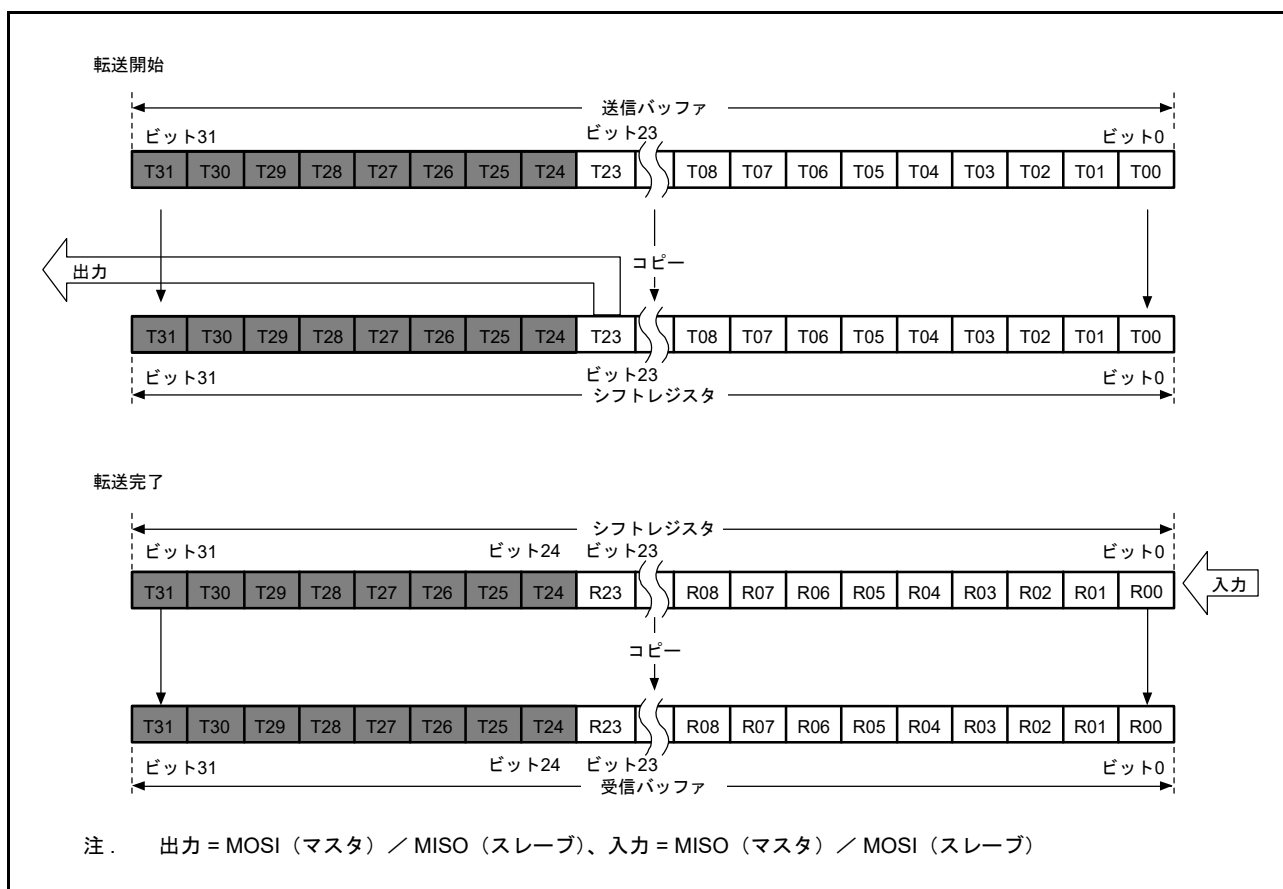 転送開始
送信バッファ
ビット31 ビット23 ビット0
T31 T30 T29 T28 T27 T26 T25 T24 T23 T08 T07 T06 T05 T04 T03 T02 T01 T00
コピー
出力
T31 T30 T29 T28 T27 T26 T25 T24 T23 T08 T07 T06 T05 T04 T03 T02 T01 T00
ビット31 ビット23 ビット0
シフトレジスタ
転送完了
シフトレジスタ
ビット31 ビット24 ビット23 ビット0
T31 T30 T29 T28 T27 T26 T25 T24 R23 R08 R07 R06 R05 R04 R03 R02 R01 R00 入力
コピー
T31 T30 T29 T28 T27 T26 T25 T24 R23 R08 R07 R06 R05 R04 R03 R02 R01 R00
ビット31 ビット24 ビット23 ビット0
受信バッファ
注. 出力 = MOSI（マスタ）／ MISO（スレーブ）、入力 = MISO（マスタ）／ MOSI（スレーブ）